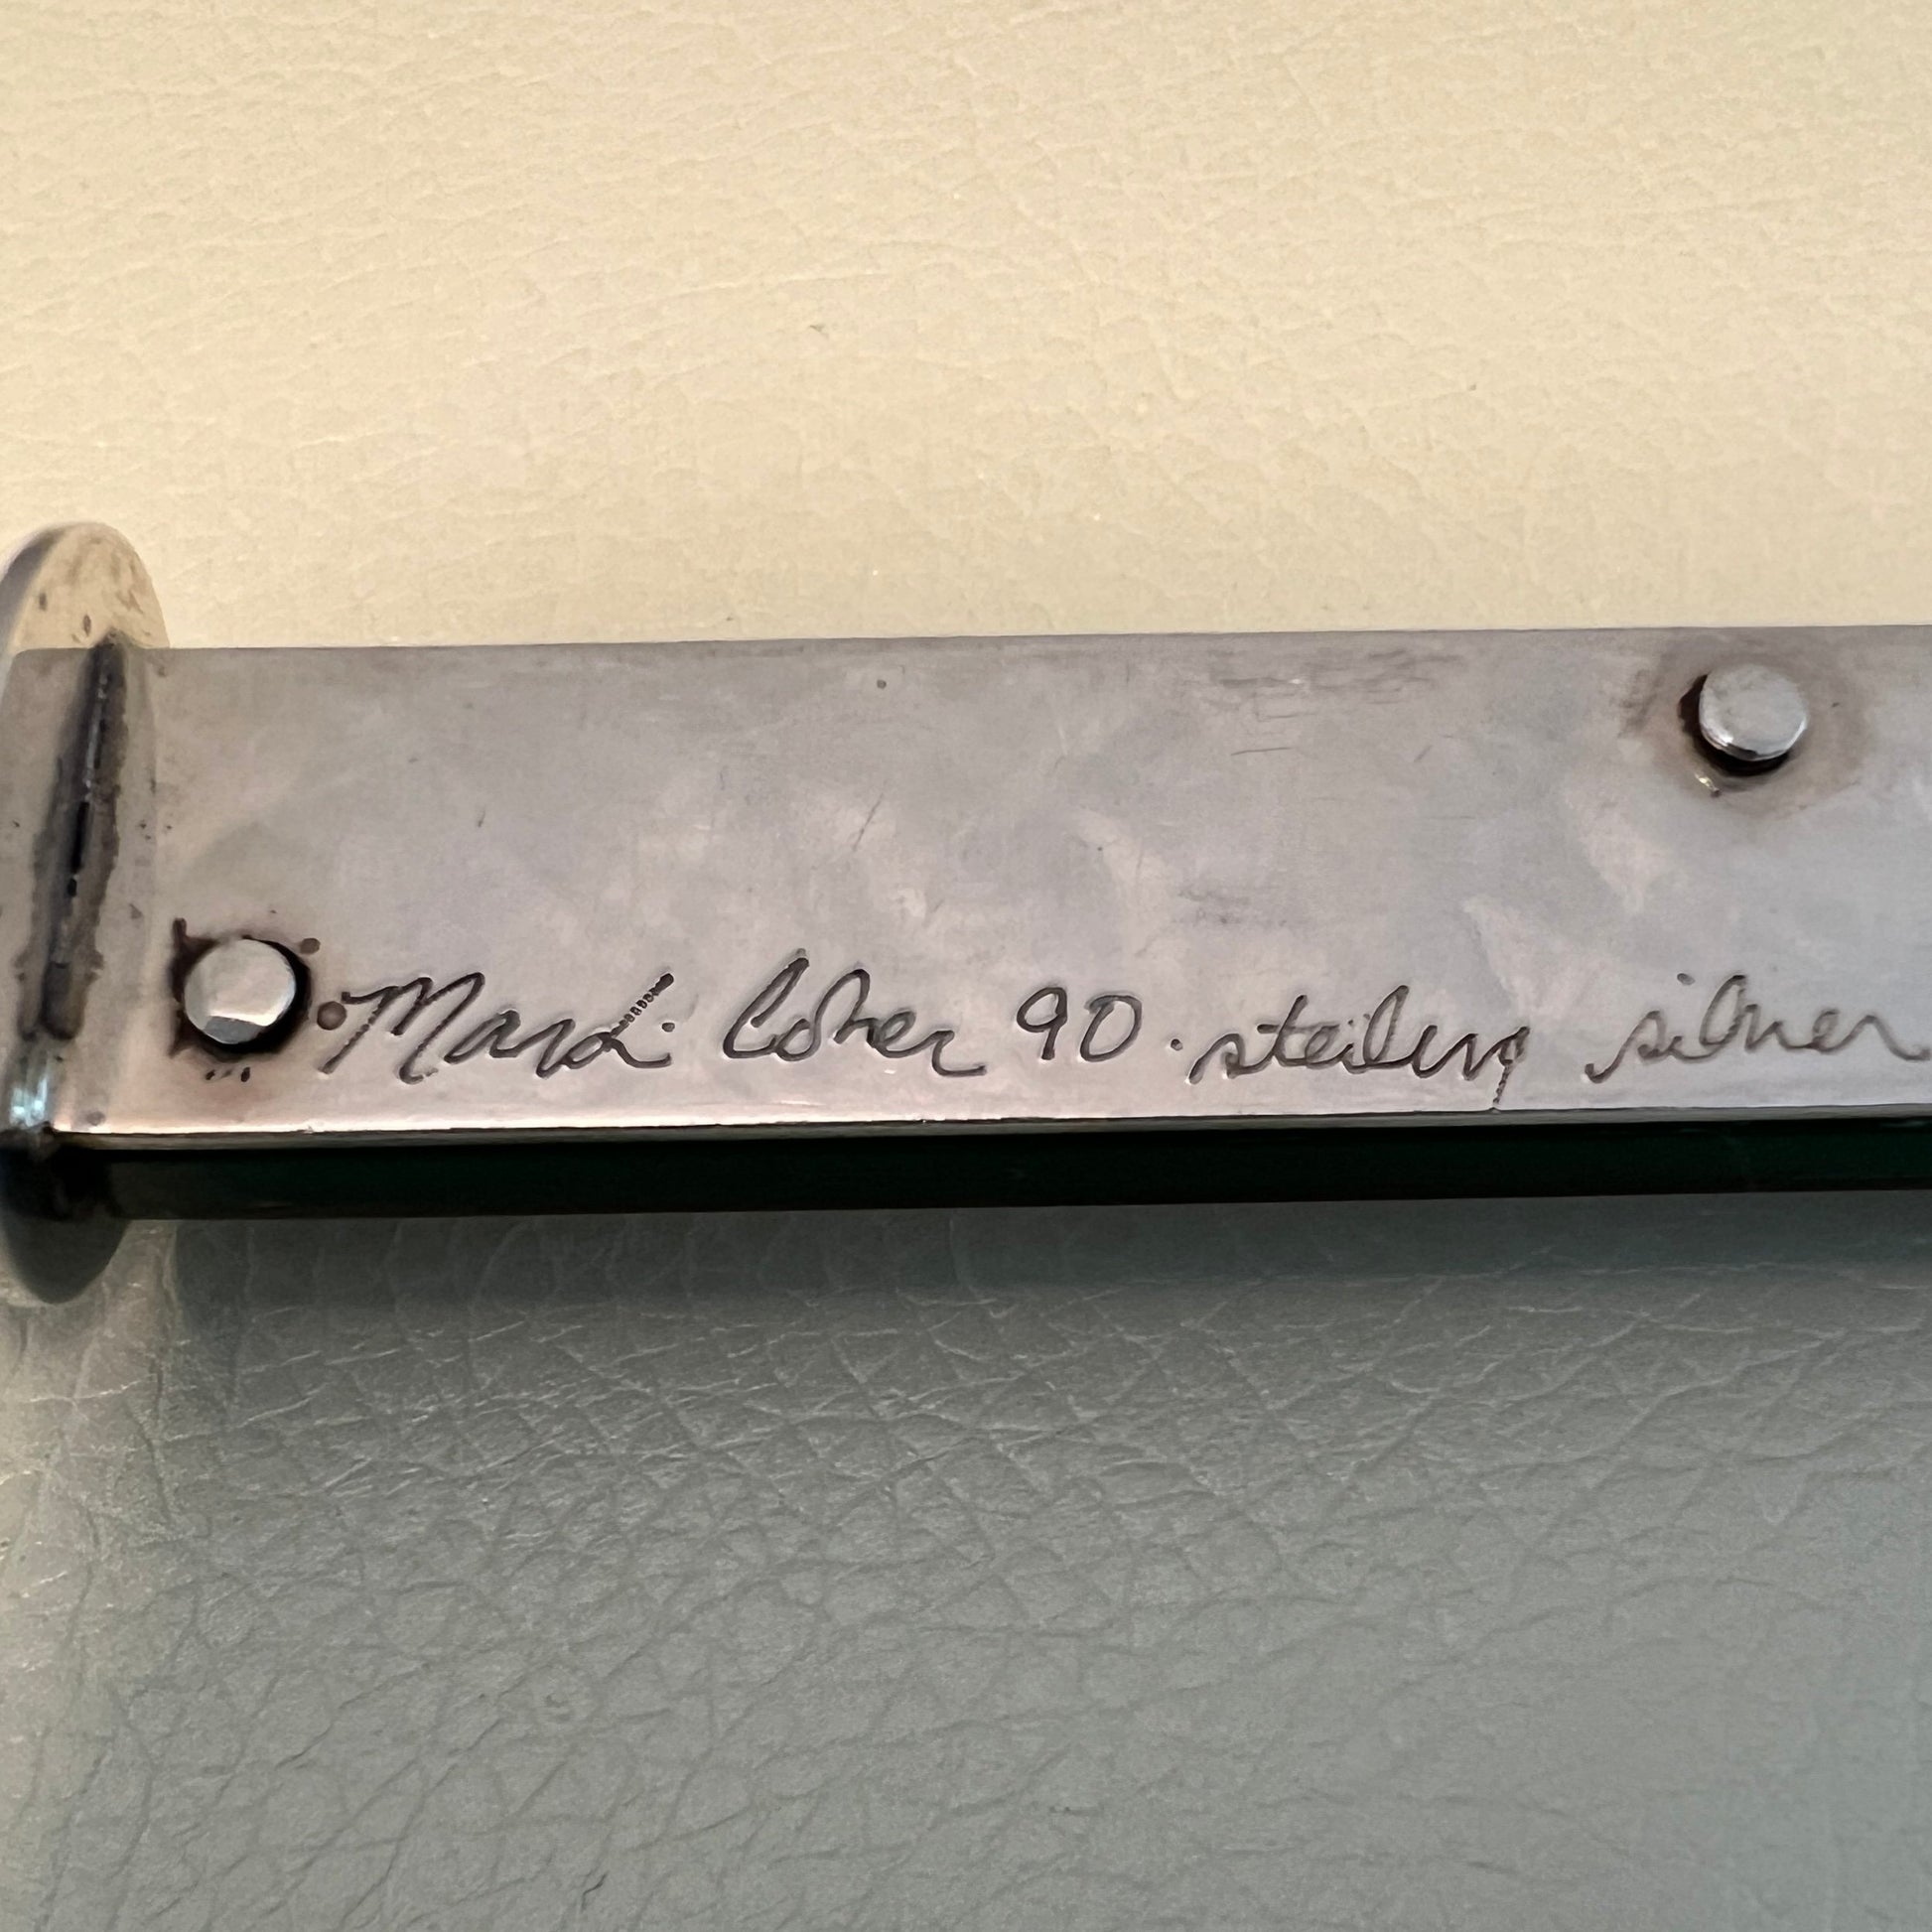 Mark Cohen 90. sterling silver